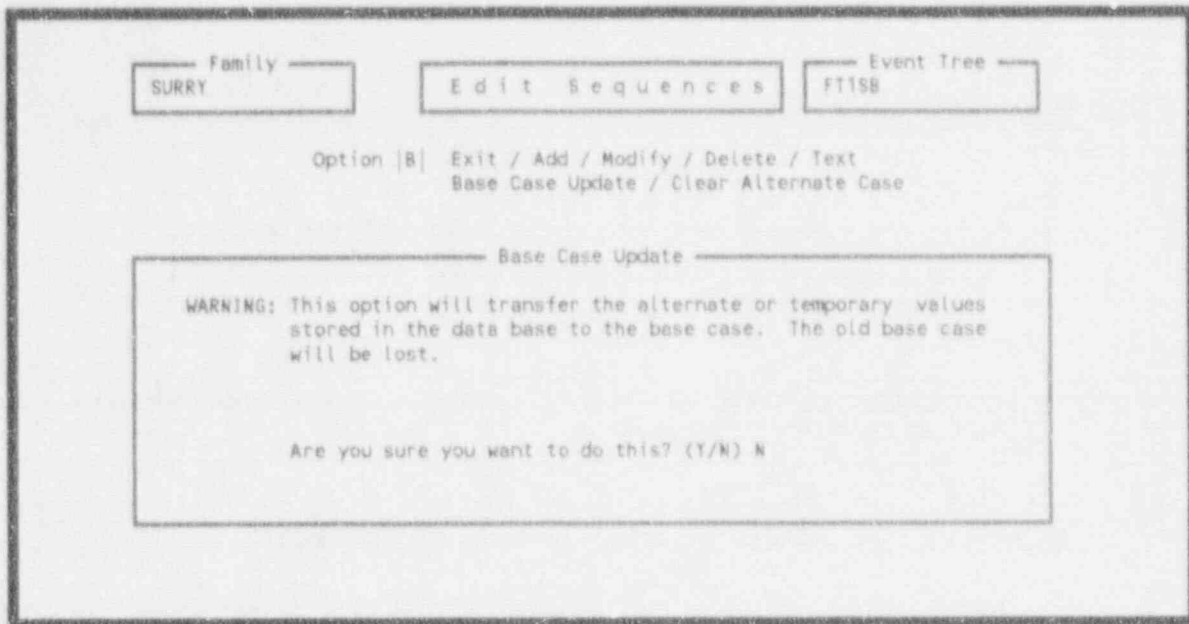 Family
SURRY
Edit Sequences
Event Tree
FT1SB
Option |B| Exit / Add / Modify / Delete / Text
Base Case Update / Clear Alternate Case
Base Case Update
WARNING: This option will transfer the alternate or temporary values
stored in the data base to the base case. The old base case
will be lost.
Are you sure you want to do this? (Y/N) N